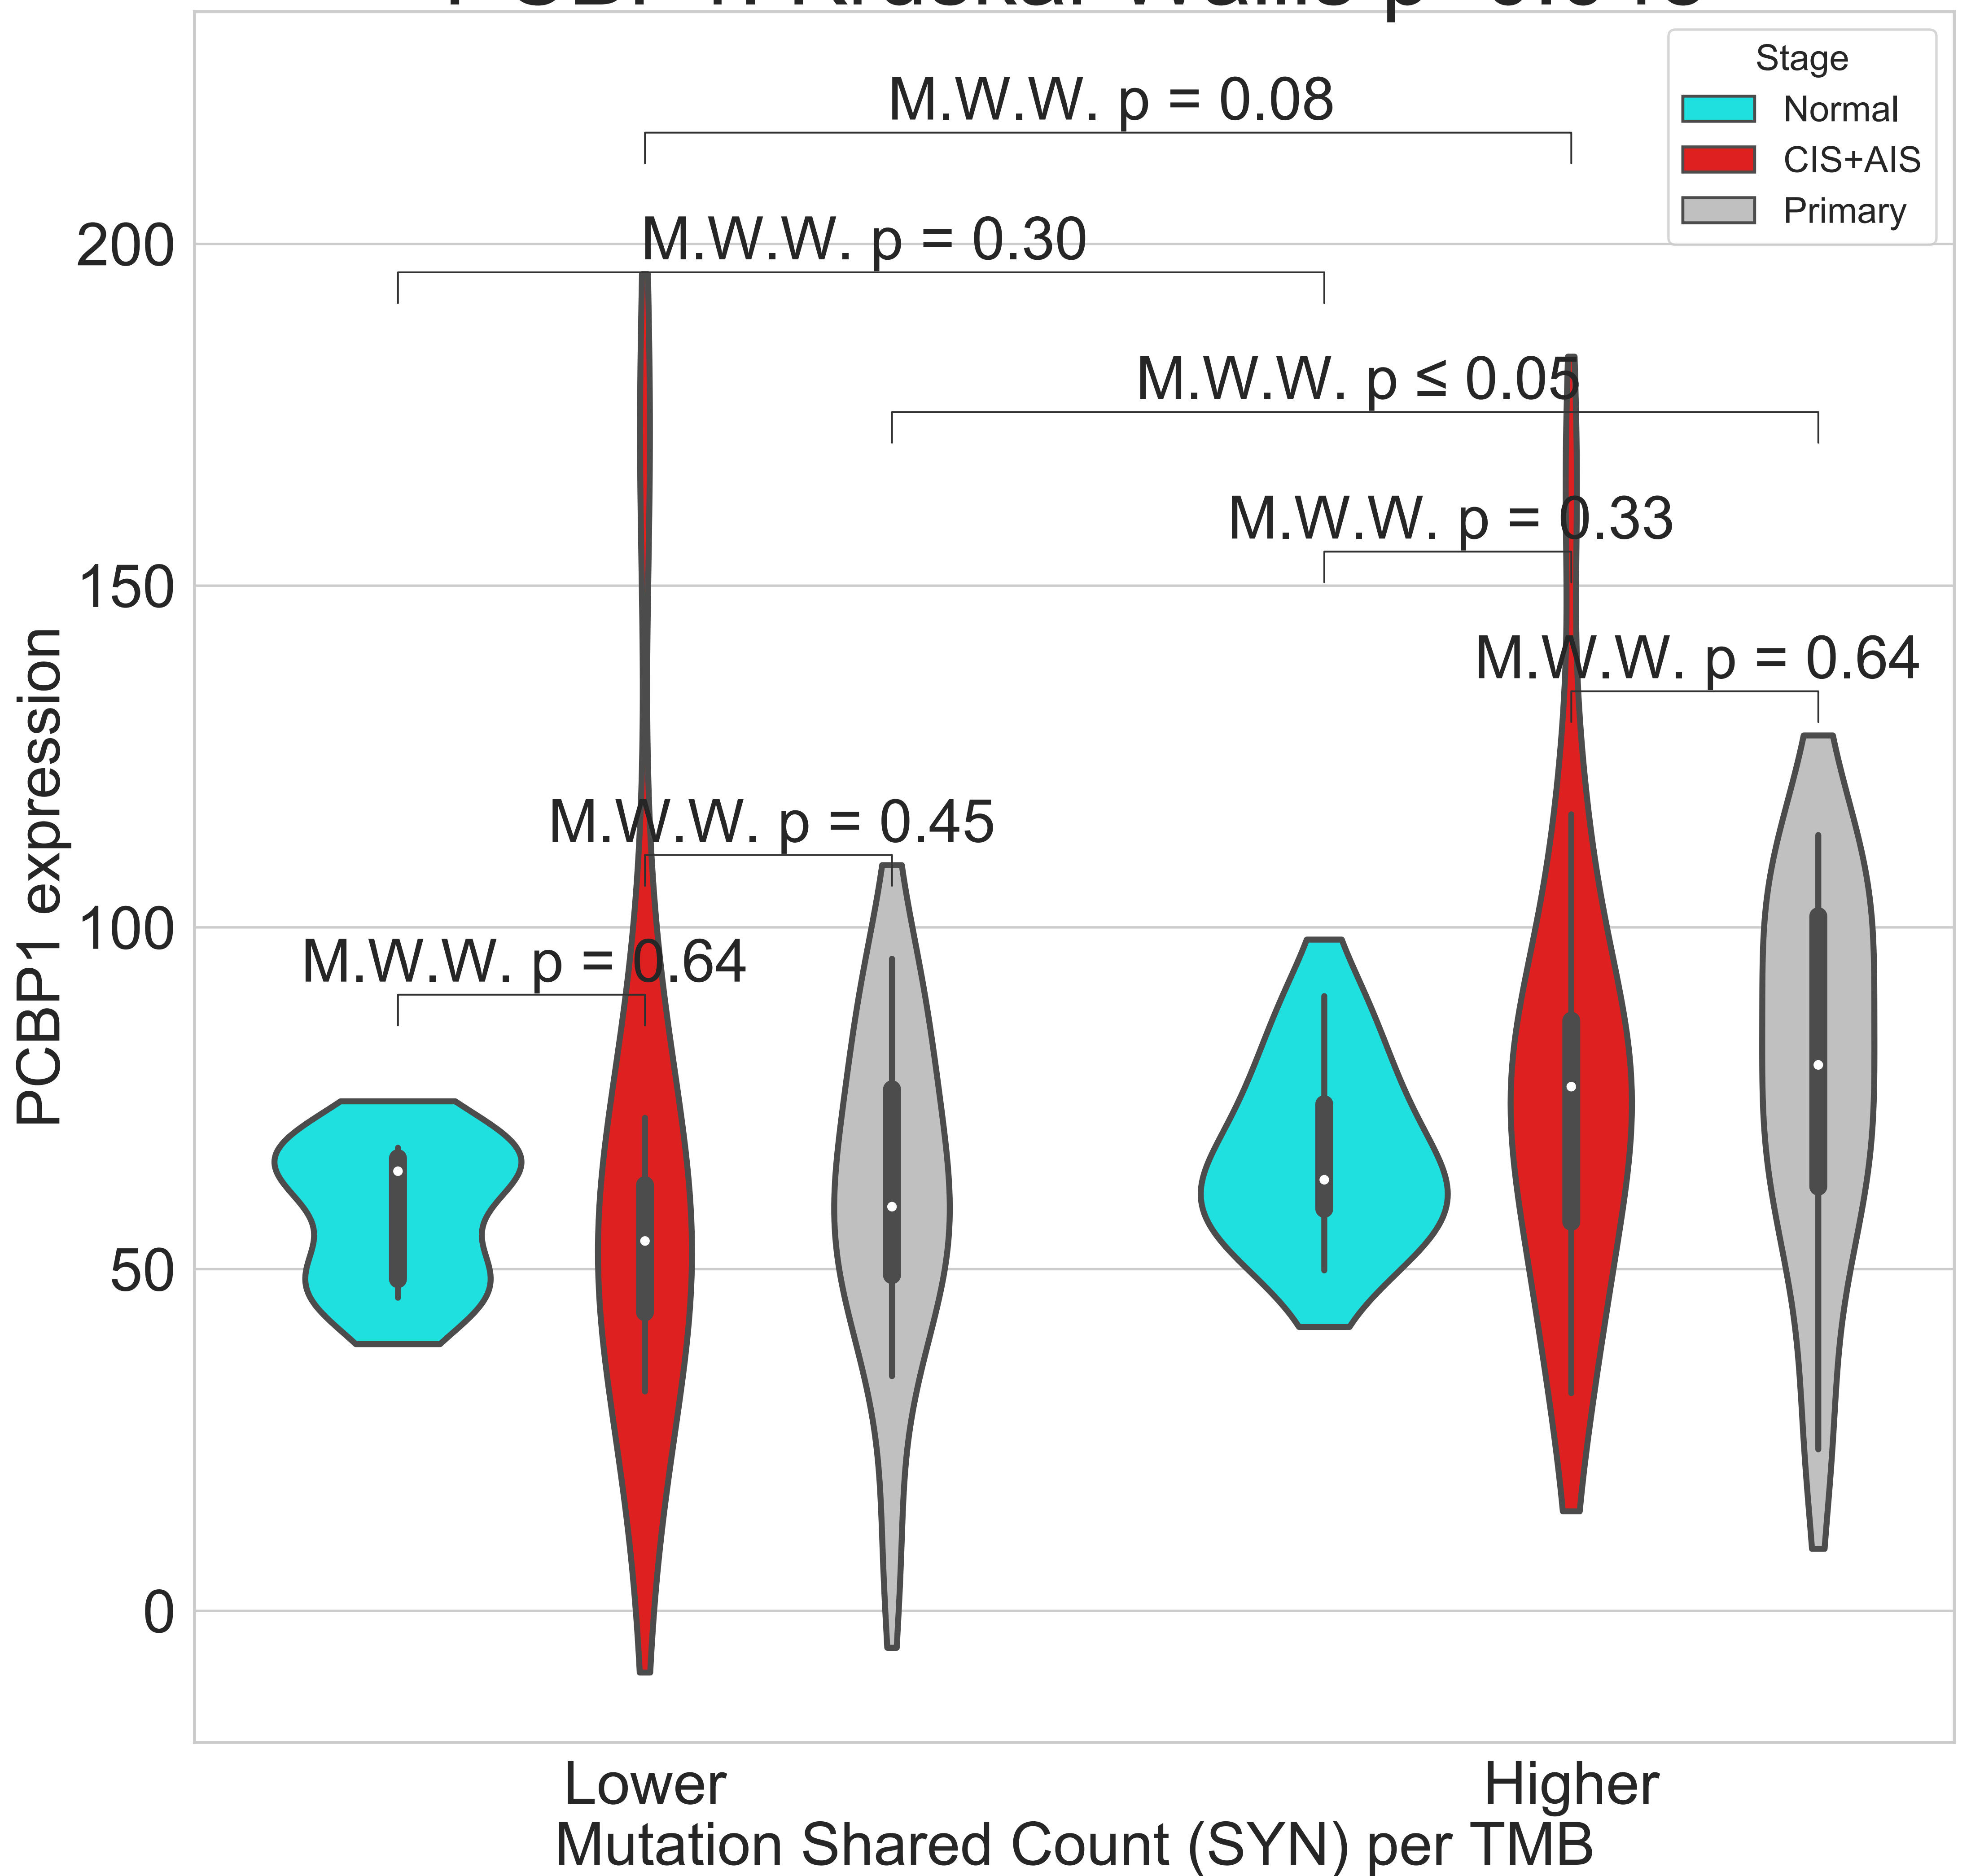 Stage
Normal
CIS+AIS
Primary
M.W.W. p = 0.08
M.W.W. p = 0.30
M.W.W. p ≤ 0.05
M.W.W. p = 0.33
M.W.W. p = 0.64
M.W.W. p = 0.45
M.W.W. p = 0.64
200
150
100
50
0
PCBP1 expression
Lower
Higher
Mutation Shared Count (SYN) per TMB